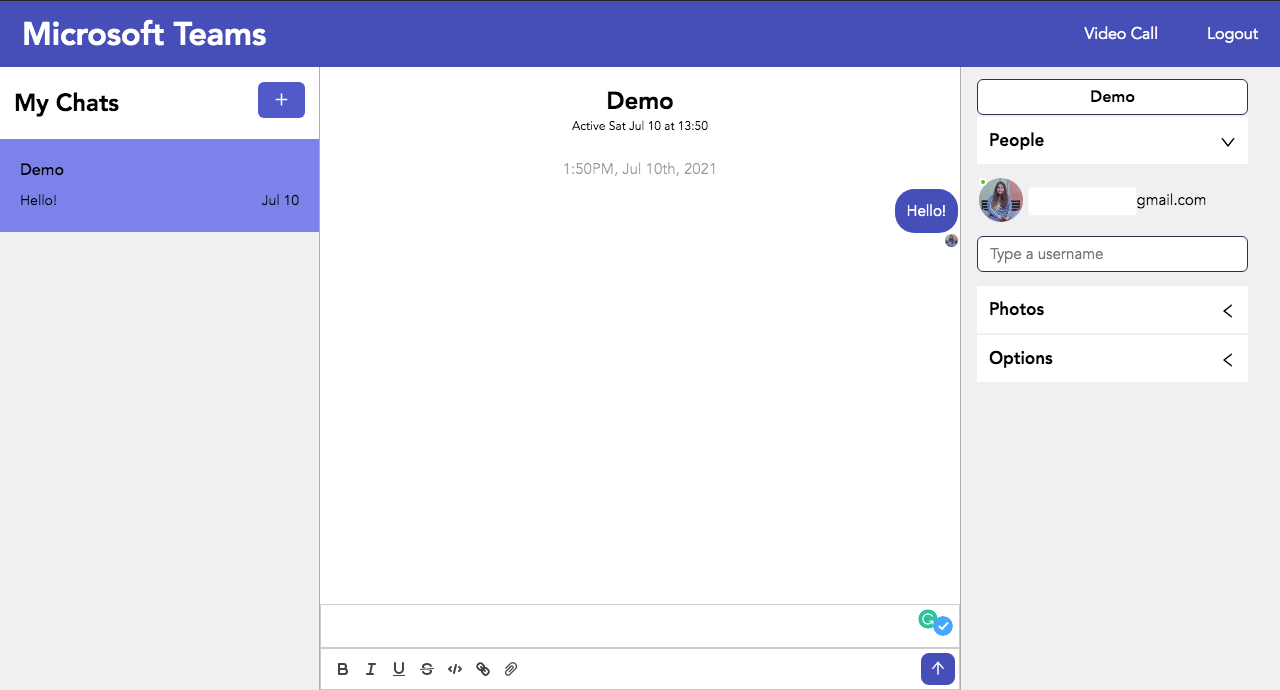 Microsoft Teams
Video Call
Logout
My Chats
+
Demo
Hello!
Jul 10
Demo
Active Sat Jul 10 at 13:50
1:50PM, Jul 10th, 2021
Hello!
B I U S </>
Demo
People
gmail.com
Type a username
Photos
Options